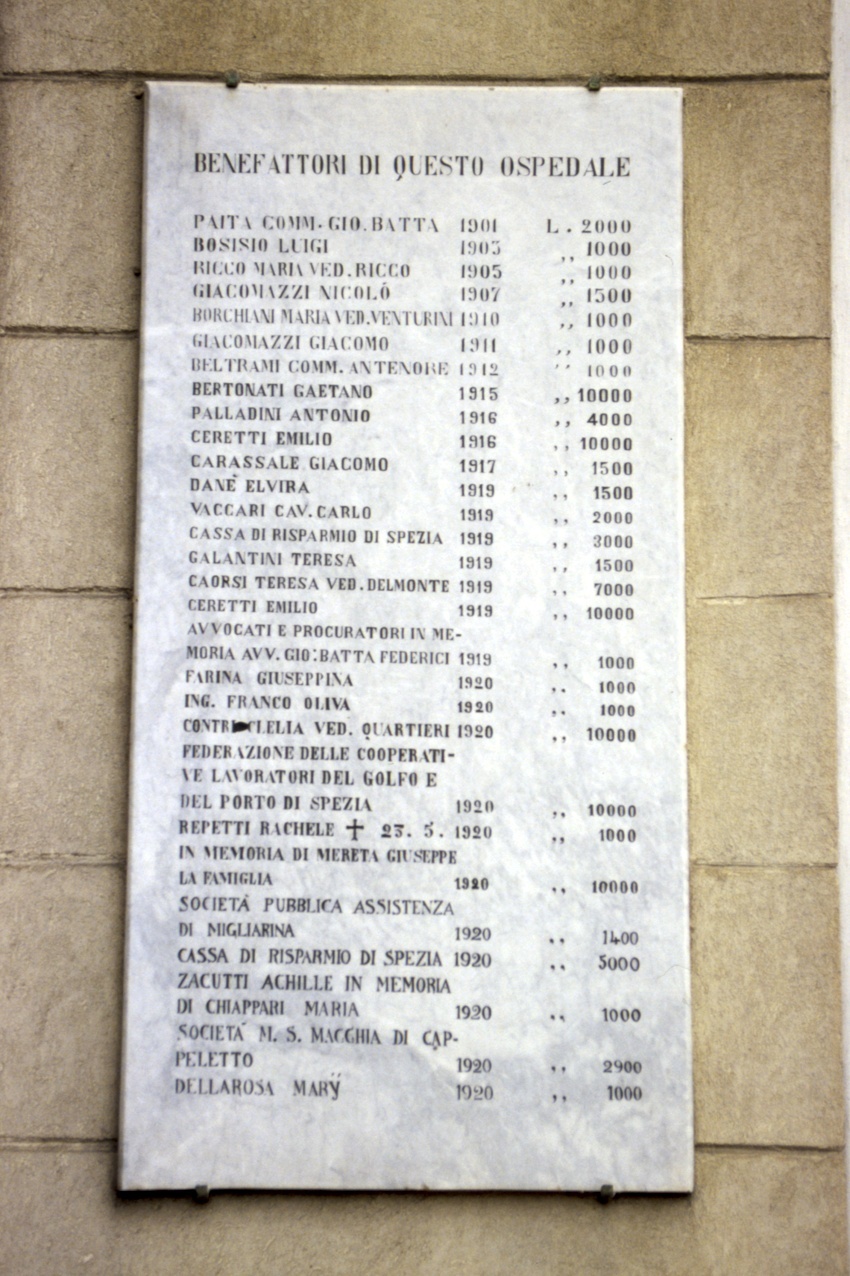 BENEFATTORI DI QUESTO OSPEDALE
PAITA COMM. GIO. BATTA 1901 L. 2000
BOSISIO LUIGI 1903 ,, 1000
RICCO MARIA VED. RICCO 1905 ,, 1000
GIACOMAZZI NICOLÒ 1907 ,, 1500
BORCHIANI MARIA VED. VENTURINI 1910 ,, 1000
GIACOMAZZI GIACOMO 1911 ,, 1000
BELTRAMI COMM. ANTENORE 1912 ,, 1000
BERTONATI GAETANO 1915 ,, 10000
PALLADINI ANTONIO 1916 ,, 4000
CERETTI EMILIO 1916 ,, 10000
CARASSALE GIACOMO 1917 ,, 1500
DANÈ ELVIRA 1919 ,, 1500
VACCARI CAV. CARLO 1919 ,, 2000
CASSA DI RISPARMIO DI SPEZIA 1919 ,, 3000
GALANTINI TERESA 1919 ,, 1500
CAORSI TERESA VED. DELMONTE 1919 ,, 7000
CERETTI EMILIO 1919 ,, 10000
AVVOCATI E PROCURATORI IN ME-
MORIA AVV. GIO: BATTA FEDERICI 1919 ,, 1000
FARINA GIUSEPPINA 1920 ,, 1000
ING. FRANCO OLIVA 1920 ,, 1000
CLELIA VED. QUARTIERI 1920 ,, 10000
FEDERAZIONE DELLE COOPERATI-
VE LAVORATORI DEL GOLFO E
DEL PORTO DI SPEZIA 1920 ,, 10000
REPETTI RACHELE ✝ 23. 5. 1920 ,, 1000
IN MEMORIA DI MERETA GIUSEPPE
LA FAMIGLIA 1920 ,, 10000
SOCIETÀ PUBBLICA ASSISTENZA
DI MIGLIARINA 1920 ,, 1400
CASSA DI RISPARMIO DI SPEZIA 1920 ,, 5000
ZACUTTI ACHILLE IN MEMORIA
DI CHIAPPARI MARIA 1920 ,, 1000
SOCIETÀ M. S. MACCHIA DI CAP-
PELETTO 1920 ,, 2900
DELLAROSA MARŸ 1920 ,, 1000